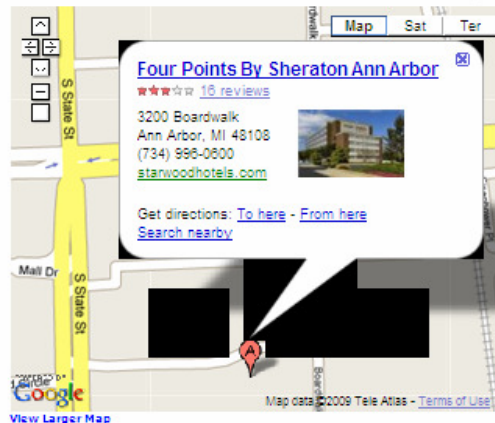 Map Sat Ter
Four Points By Sheraton Ann Arbor
16 reviews
3200 Boardwalk
Ann Arbor, MI 48108
(734) 996-0600
starwoodhotels.com
Get directions: To here - From here
Search nearby
S State St
Mall Dr
S State St
A
Google
Map data ©2009 Tele Atlas - Terms of Use
View Larger Map